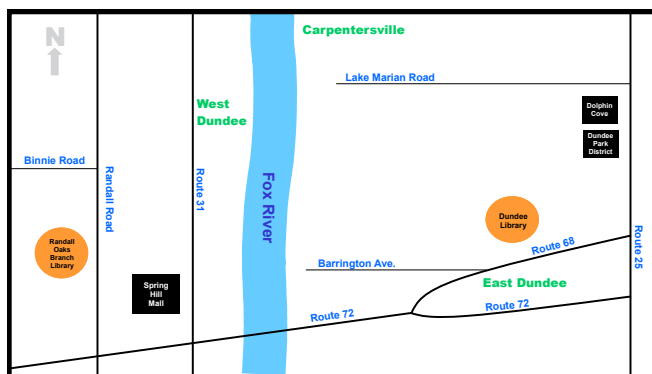 Carpentersville
N
Lake Marian Road
West
Dundee
Dolphin
Cove
Dundee
Park
District
Binnie Road
Randall Road
Route 31
Fox River
Dundee
Library
Route 68
Route 25
Randall
Oaks
Branch
Library
Barrington Ave.
East Dundee
Spring
Hill
Mall
Route 72
Route 72